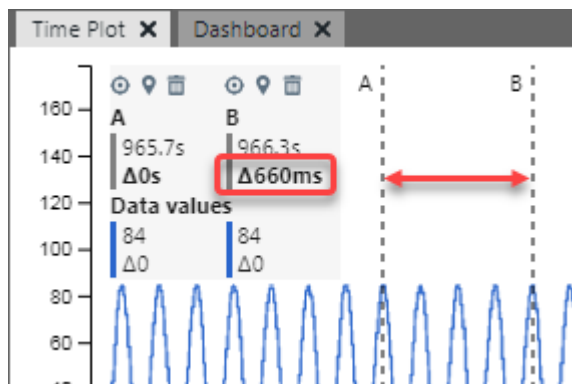 Time Plot
Dashboard
160
140
120
100
80
60
A
965.7s
Δ0s
B
966.3s
Δ660ms
Data values
84
Δ0
84
Δ0
A
B